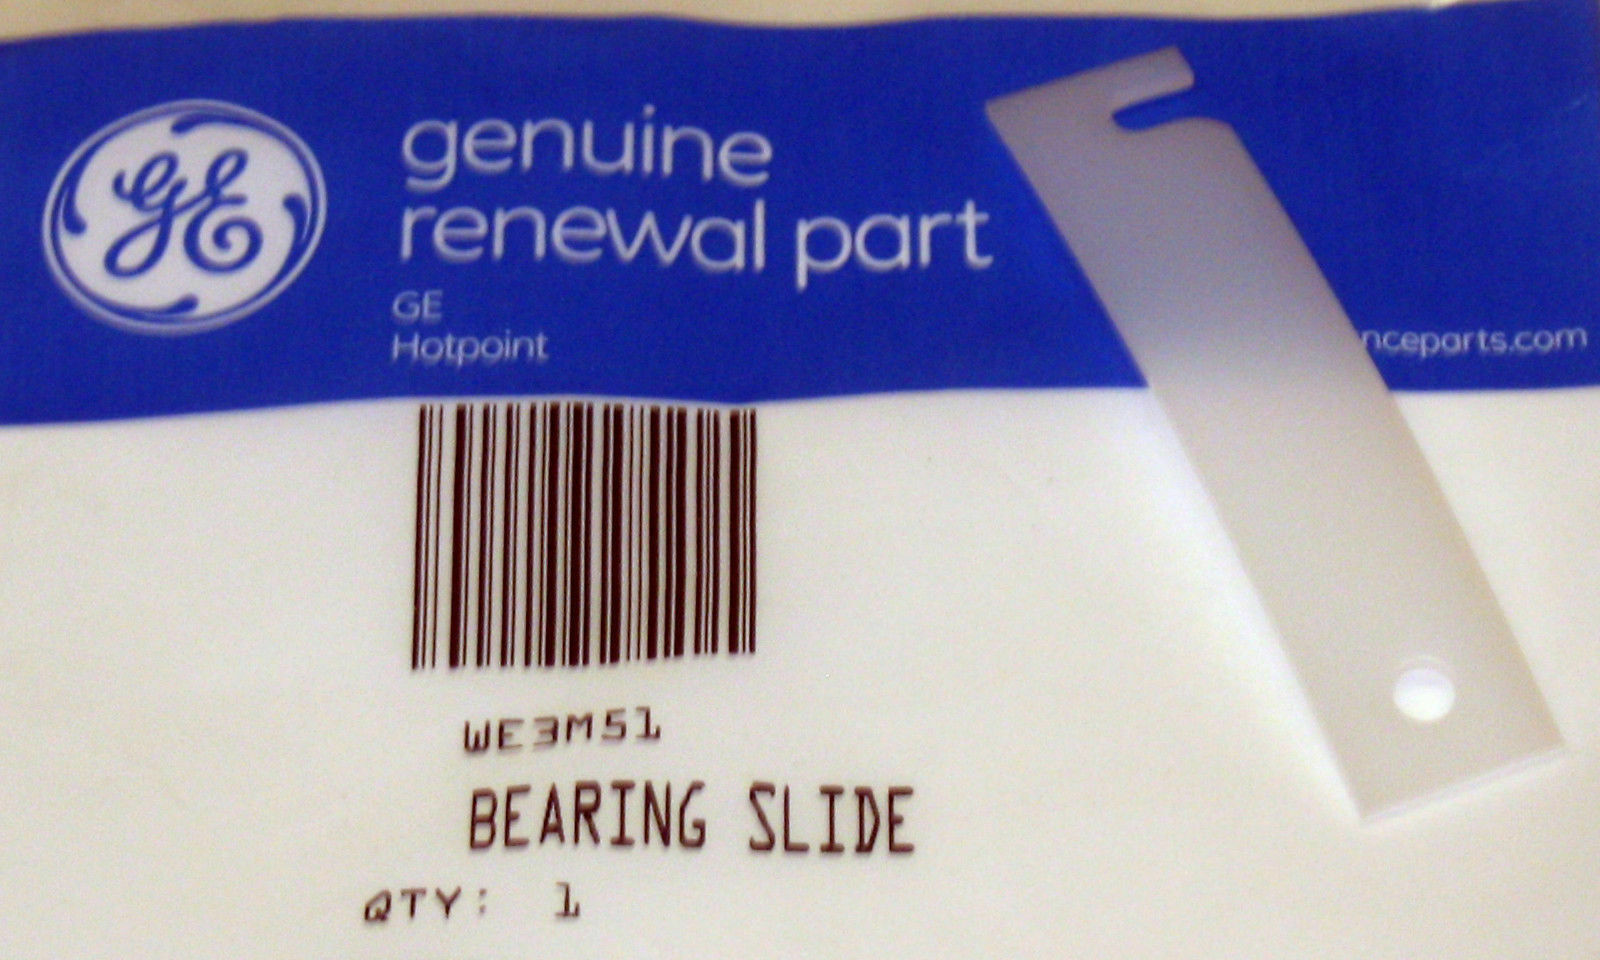 GE
genuine
renewal part
GE
Hotpoint
nceparts.com
WE3M51
BEARING SLIDE
QTY: 1